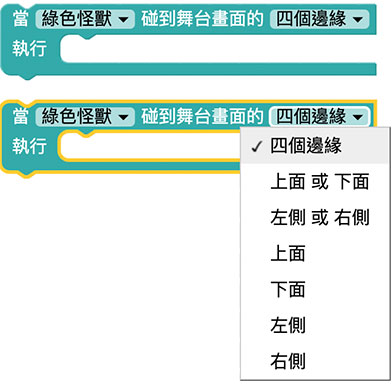 當 綠色怪獸 碰到舞台畫面的 四個邊緣
執行
當 綠色怪獸 碰到舞台畫面的 四個邊緣
執行
✓ 四個邊緣
上面 或 下面
左側 或 右側
上面
下面
左側
右側